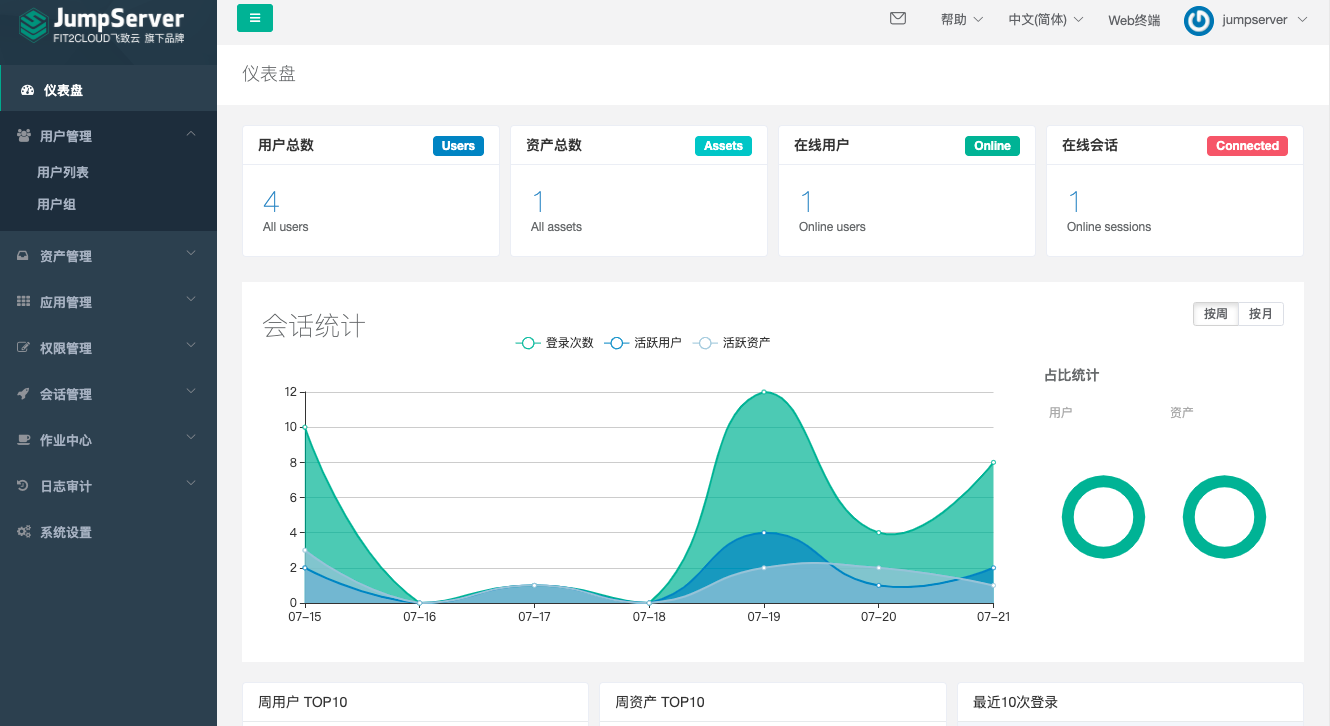 JumpServer
FIT2CLOUD飞致云 旗下品牌
帮助
中文(简体)
Web终端
jumpserver
仪表盘
用户管理
用户列表
用户组
资产管理
应用管理
权限管理
会话管理
作业中心
日志审计
系统设置
仪表盘
用户总数 Users
4
All users
资产总数 Assets
1
All assets
在线用户 Online
1
Online users
在线会话 Connected
1
Online sessions
会话统计
按周 按月
登录次数 活跃用户 活跃资产
12
10
8
6
4
2
0
07-15 07-16 07-17 07-18 07-19 07-20 07-21
占比统计
用户 资产
周用户 TOP10
周资产 TOP10
最近10次登录